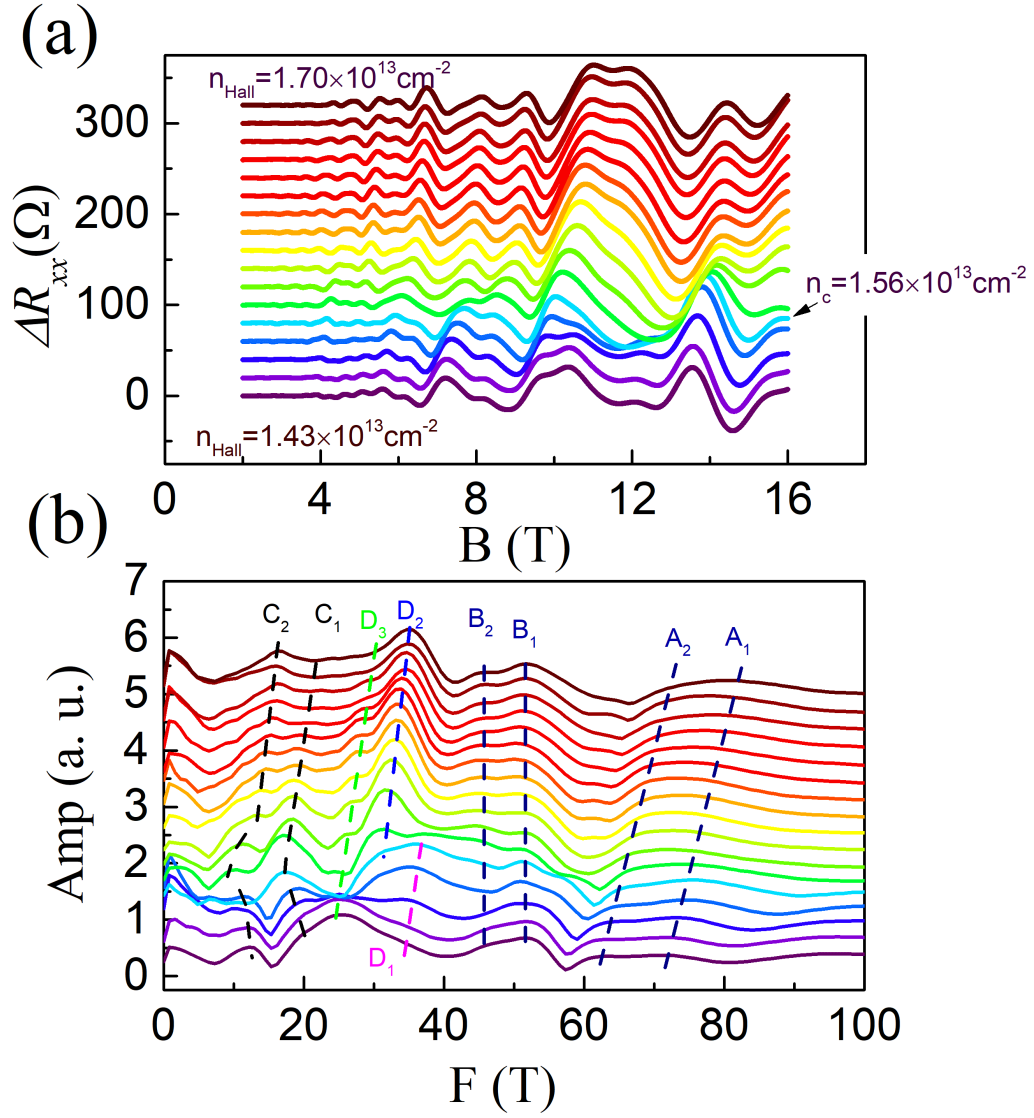 (a)
n_Hall=1.70×10^13cm^-2
300
200
100
0
ΔR_xx(Ω)
n_c=1.56×10^13cm^-2
n_Hall=1.43×10^13cm^-2
0 4 8 12 16
B (T)
(b)
7
6
5
4
3
2
1
0
Amp (a. u.)
C_2 C_1 D_3 D_2 B_2 B_1 A_2 A_1
D_1
0 20 40 60 80 100
F (T)